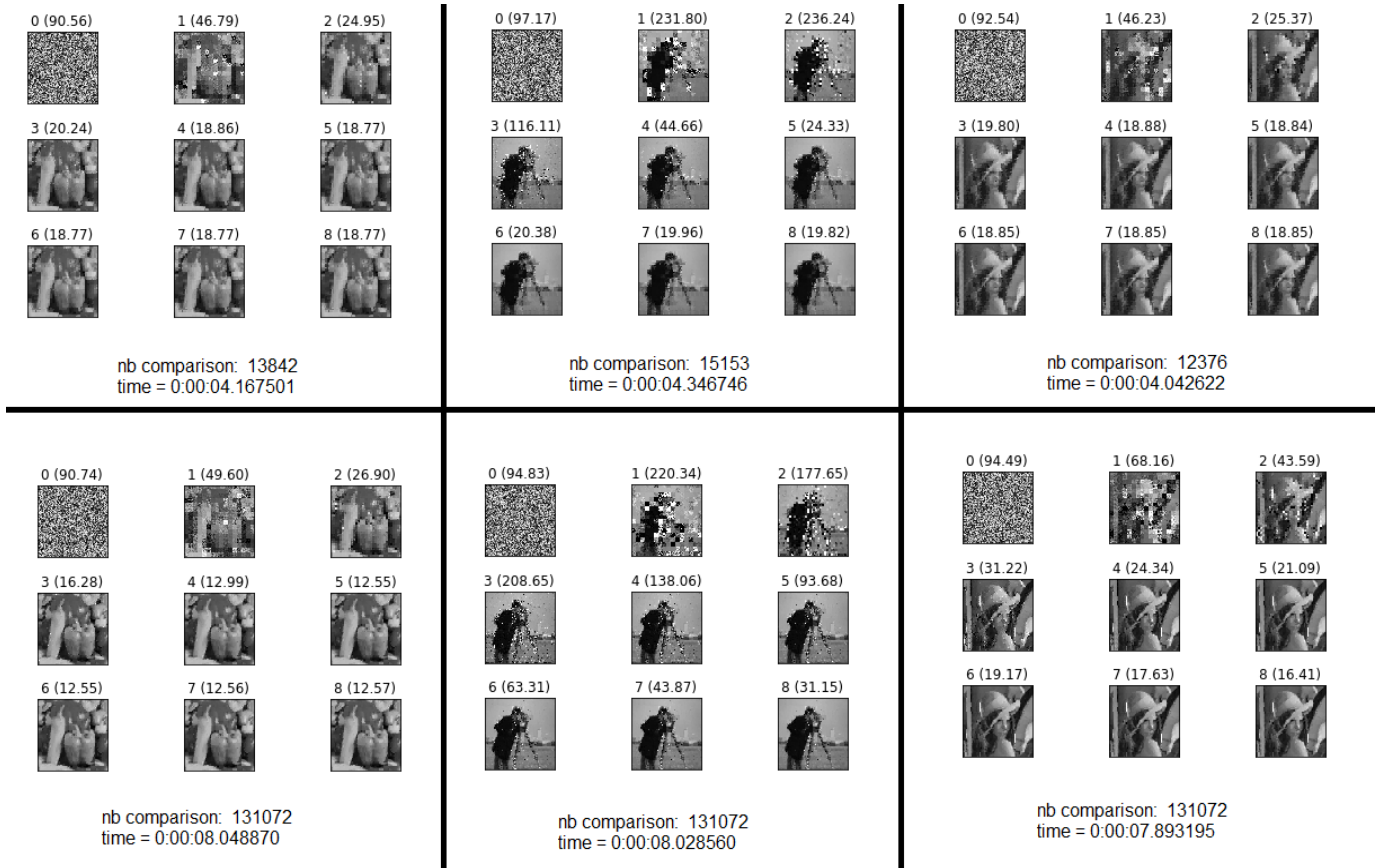 0 (90.56) 1 (46.79) 2 (24.95)
3 (20.24) 4 (18.86) 5 (18.77)
6 (18.77) 7 (18.77) 8 (18.77)
nb comparison: 13842
time = 0:00:04.167501
0 (97.17) 1 (231.80) 2 (236.24)
3 (116.11) 4 (44.66) 5 (24.33)
6 (20.38) 7 (19.96) 8 (19.82)
nb comparison: 15153
time = 0:00:04.346746
0 (92.54) 1 (46.23) 2 (25.37)
3 (19.80) 4 (18.88) 5 (18.84)
6 (18.85) 7 (18.85) 8 (18.85)
nb comparison: 12376
time = 0:00:04.042622
0 (90.74) 1 (49.60) 2 (26.90)
3 (16.28) 4 (12.99) 5 (12.55)
6 (12.55) 7 (12.56) 8 (12.57)
nb comparison: 131072
time = 0:00:08.048870
0 (94.83) 1 (220.34) 2 (177.65)
3 (208.65) 4 (138.06) 5 (93.68)
6 (63.31) 7 (43.87) 8 (31.15)
nb comparison: 131072
time = 0:00:08.028560
0 (94.49) 1 (68.16) 2 (43.59)
3 (31.22) 4 (24.34) 5 (21.09)
6 (19.17) 7 (17.63) 8 (16.41)
nb comparison: 131072
time = 0:00:07.893195